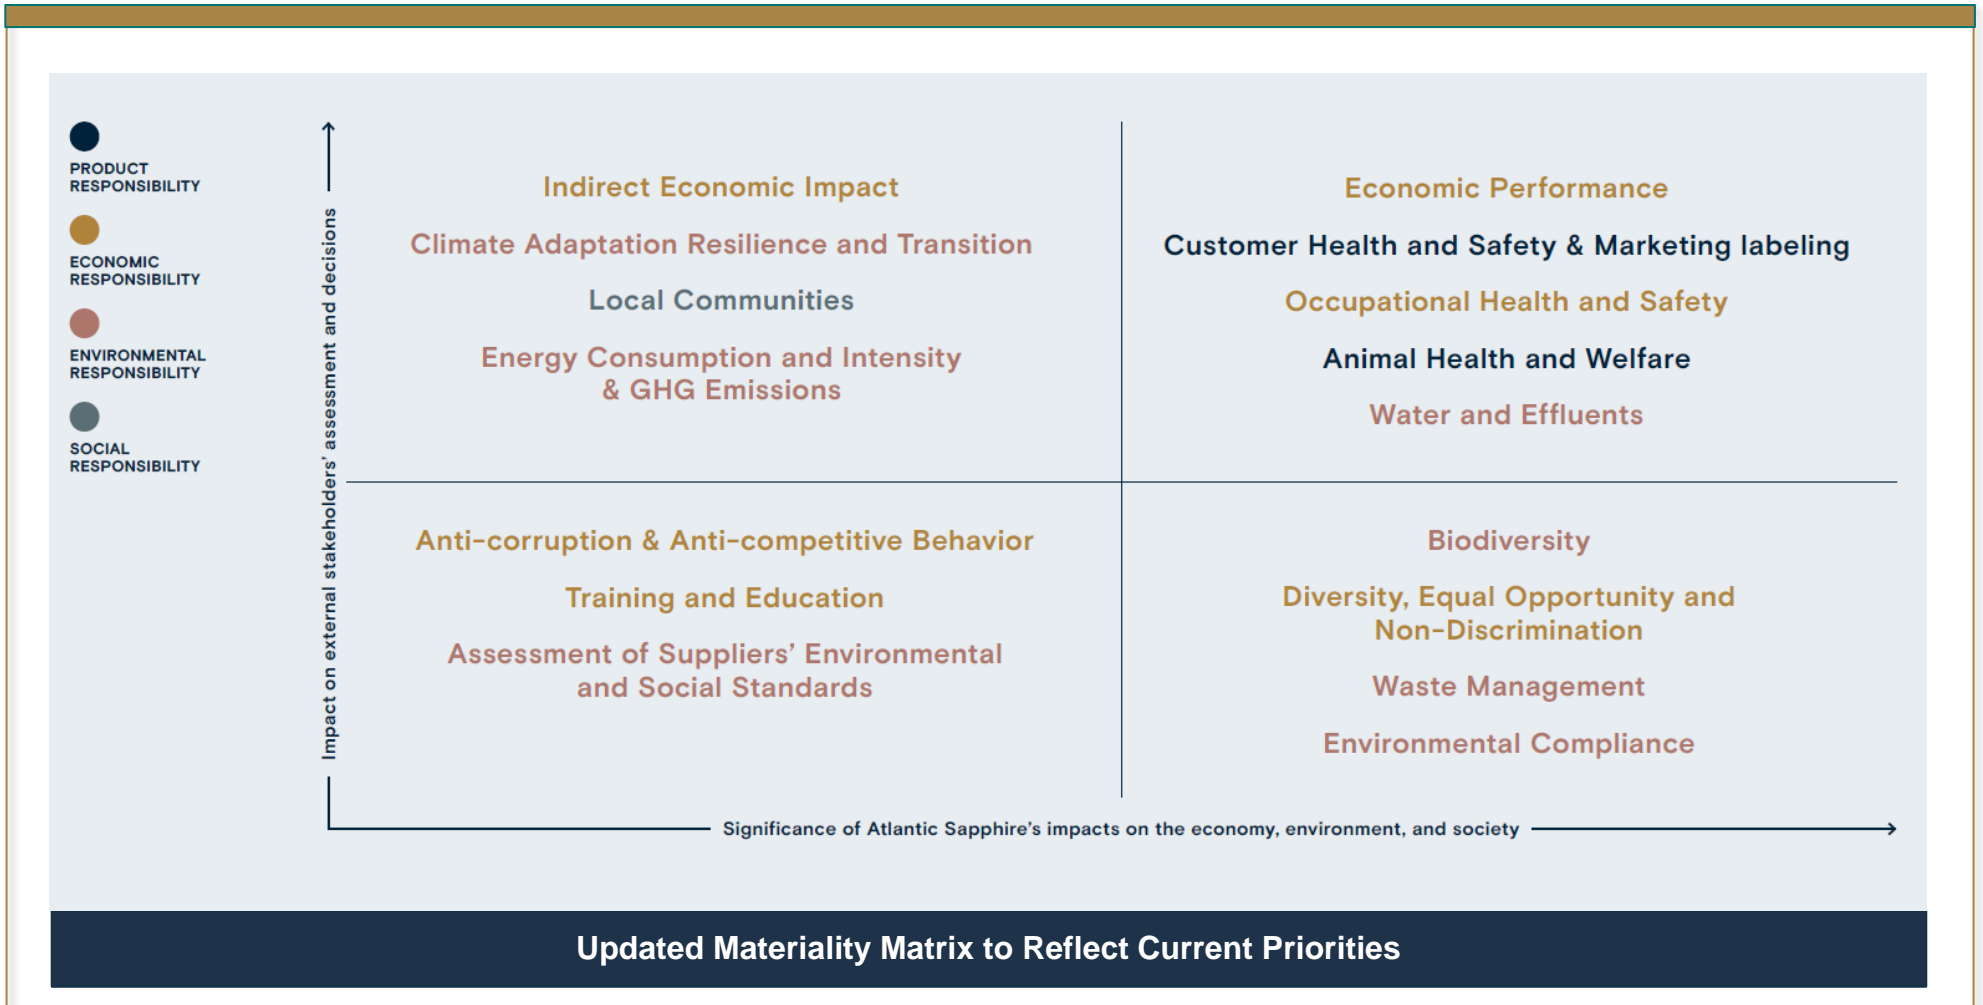 PRODUCT
RESPONSIBILITY
ECONOMIC
RESPONSIBILITY
ENVIRONMENTAL
RESPONSIBILITY
SOCIAL
RESPONSIBILITY
Impact on external stakeholders’ assessment and decisions
Indirect Economic Impact
Climate Adaptation Resilience and Transition
Local Communities
Energy Consumption and Intensity
& GHG Emissions
Economic Performance
Customer Health and Safety & Marketing labeling
Occupational Health and Safety
Animal Health and Welfare
Water and Effluents
Anti-corruption & Anti-competitive Behavior
Training and Education
Assessment of Suppliers’ Environmental
and Social Standards
Biodiversity
Diversity, Equal Opportunity and
Non-Discrimination
Waste Management
Environmental Compliance
Significance of Atlantic Sapphire’s impacts on the economy, environment, and society
Updated Materiality Matrix to Reflect Current Priorities